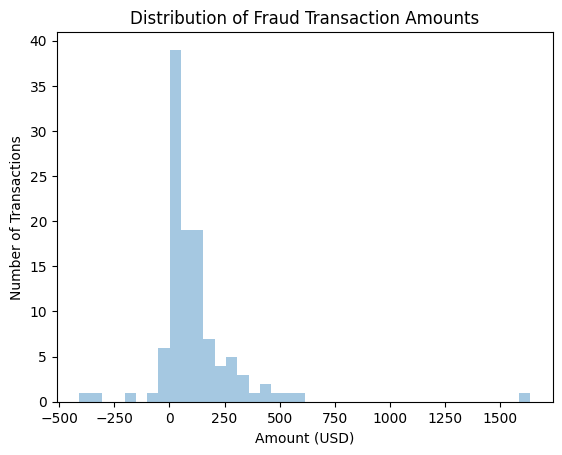 Distribution of Fraud Transaction Amounts
40
35
30
25
20
15
10
5
0
Number of Transactions
−500 −250 0 250 500 750 1000 1250 1500
Amount (USD)